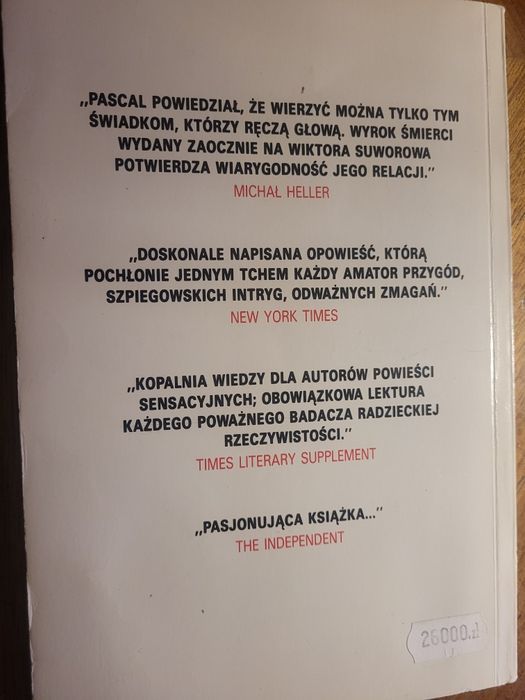 „PASCAL POWIEDZIAŁ, ŻE WIERZYĆ MOŻNA TYLKO TYM
ŚWIADKOM, KTÓRZY RĘCZĄ GŁOWĄ. WYROK ŚMIERCI
WYDANY ZAOCZNIE NA WIKTORA SUWOROWA
POTWIERDZA WIARYGODNOŚĆ JEGO RELACJI.”
MICHAŁ HELLER
„DOSKONALE NAPISANA OPOWIEŚĆ, KTÓRĄ
POCHŁONIE JEDNYM TCHEM KAŻDY AMATOR PRZYGÓD,
SZPIEGOWSKICH INTRYG, ODWAŻNYCH ZMAGAŃ.”
NEW YORK TIMES
„KOPALNIA WIEDZY DLA AUTORÓW POWIEŚCI
SENSACYJNYCH; OBOWIĄZKOWA LEKTURA
KAŻDEGO POWAŻNEGO BADACZA RADZIECKIEJ
RZECZYWISTOŚCI.”
TIMES LITERARY SUPPLEMENT
„PASJONUJĄCA KSIĄŻKA...”
THE INDEPENDENT
26000.zł